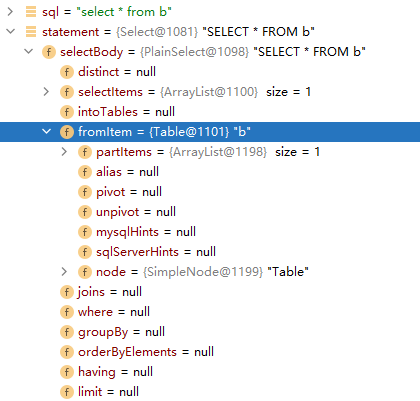 sql = "select * from b"
statement = {Select@1081} "SELECT * FROM b"
selectBody = {PlainSelect@1098} "SELECT * FROM b"
f distinct = null
f selectItems = {ArrayList@1100} size = 1
f intoTables = null
f fromItem = {Table@1101} "b"
f partItems = {ArrayList@1198} size = 1
f alias = null
f pivot = null
f unpivot = null
f mysqlHints = null
f sqlServerHints = null
f node = {SimpleNode@1199} "Table"
f joins = null
f where = null
f groupBy = null
f orderByElements = null
f having = null
f limit = null